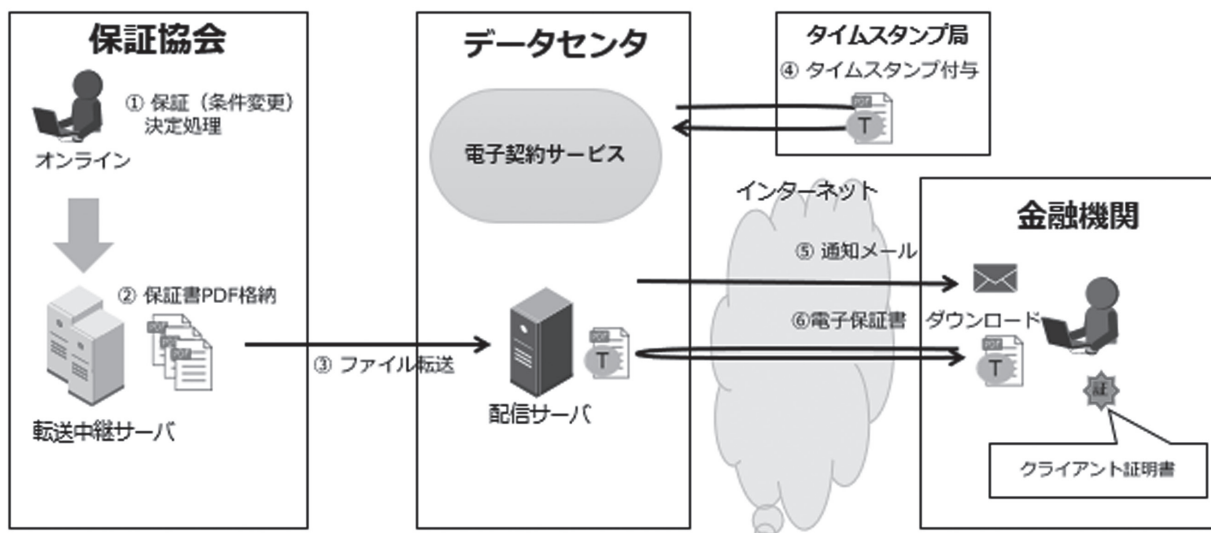 保証協会
① 保証（条件変更）
決定処理
オンライン
② 保証書PDF格納
PDF
PDF
PDF
転送中継サーバ
③ ファイル転送
データセンタ
電子契約サービス
T
配信サーバ
タイムスタンプ局
④ タイムスタンプ付与
PDF
T
インターネット
⑤ 通知メール
⑥電子保証書 ダウンロード
金融機関
PDF
T
証
クライアント証明書